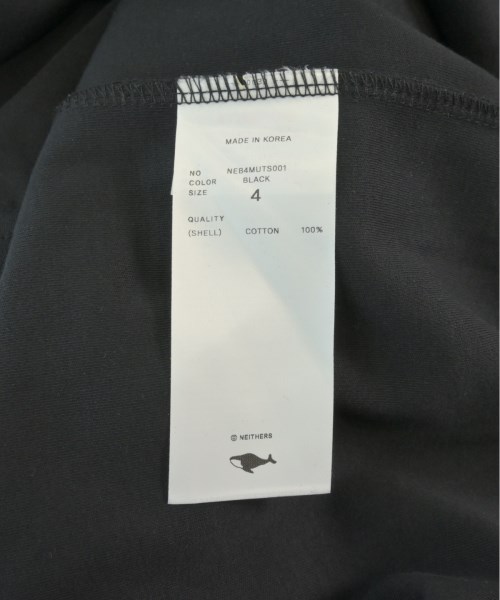 MADE IN KOREA
NO NEB4MUTS001
COLOR BLACK
SIZE 4
QUALITY
(SHELL) COTTON 100%
© NEITHERS